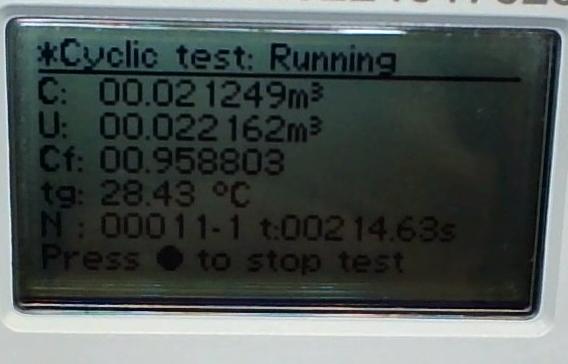 *Cyclic test: Running
C: 00.021249m³
U: 00.022162m³
Cf: 00.958803
tg: 28.43 °C
N : 00011-1 t:00214.63s
Press ● to stop test